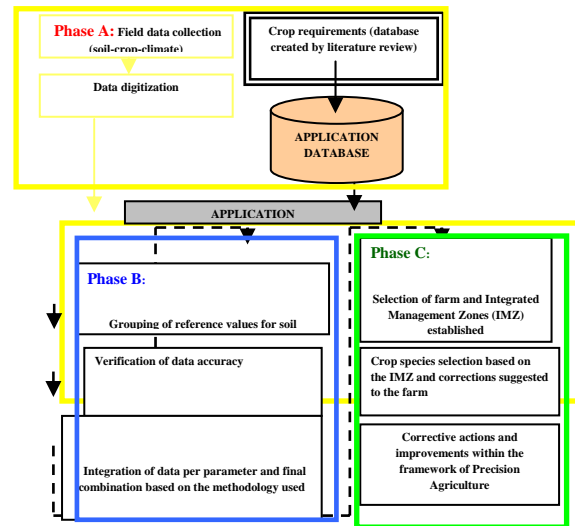 Phase A: Field data collection
(soil-crop-climate)
Data digitization
Crop requirements (database
created by literature review)
APPLICATION
DATABASE
APPLICATION
Phase B:
Grouping of reference values for soil
Verification of data accuracy
Integration of data per parameter and final
combination based on the methodology used
Phase C:
Selection of farm and Integrated
Management Zones (IMZ)
established
Crop species selection based on
the IMZ and corrections suggested
to the farm
Corrective actions and
improvements within the
framework of Precision
Agriculture